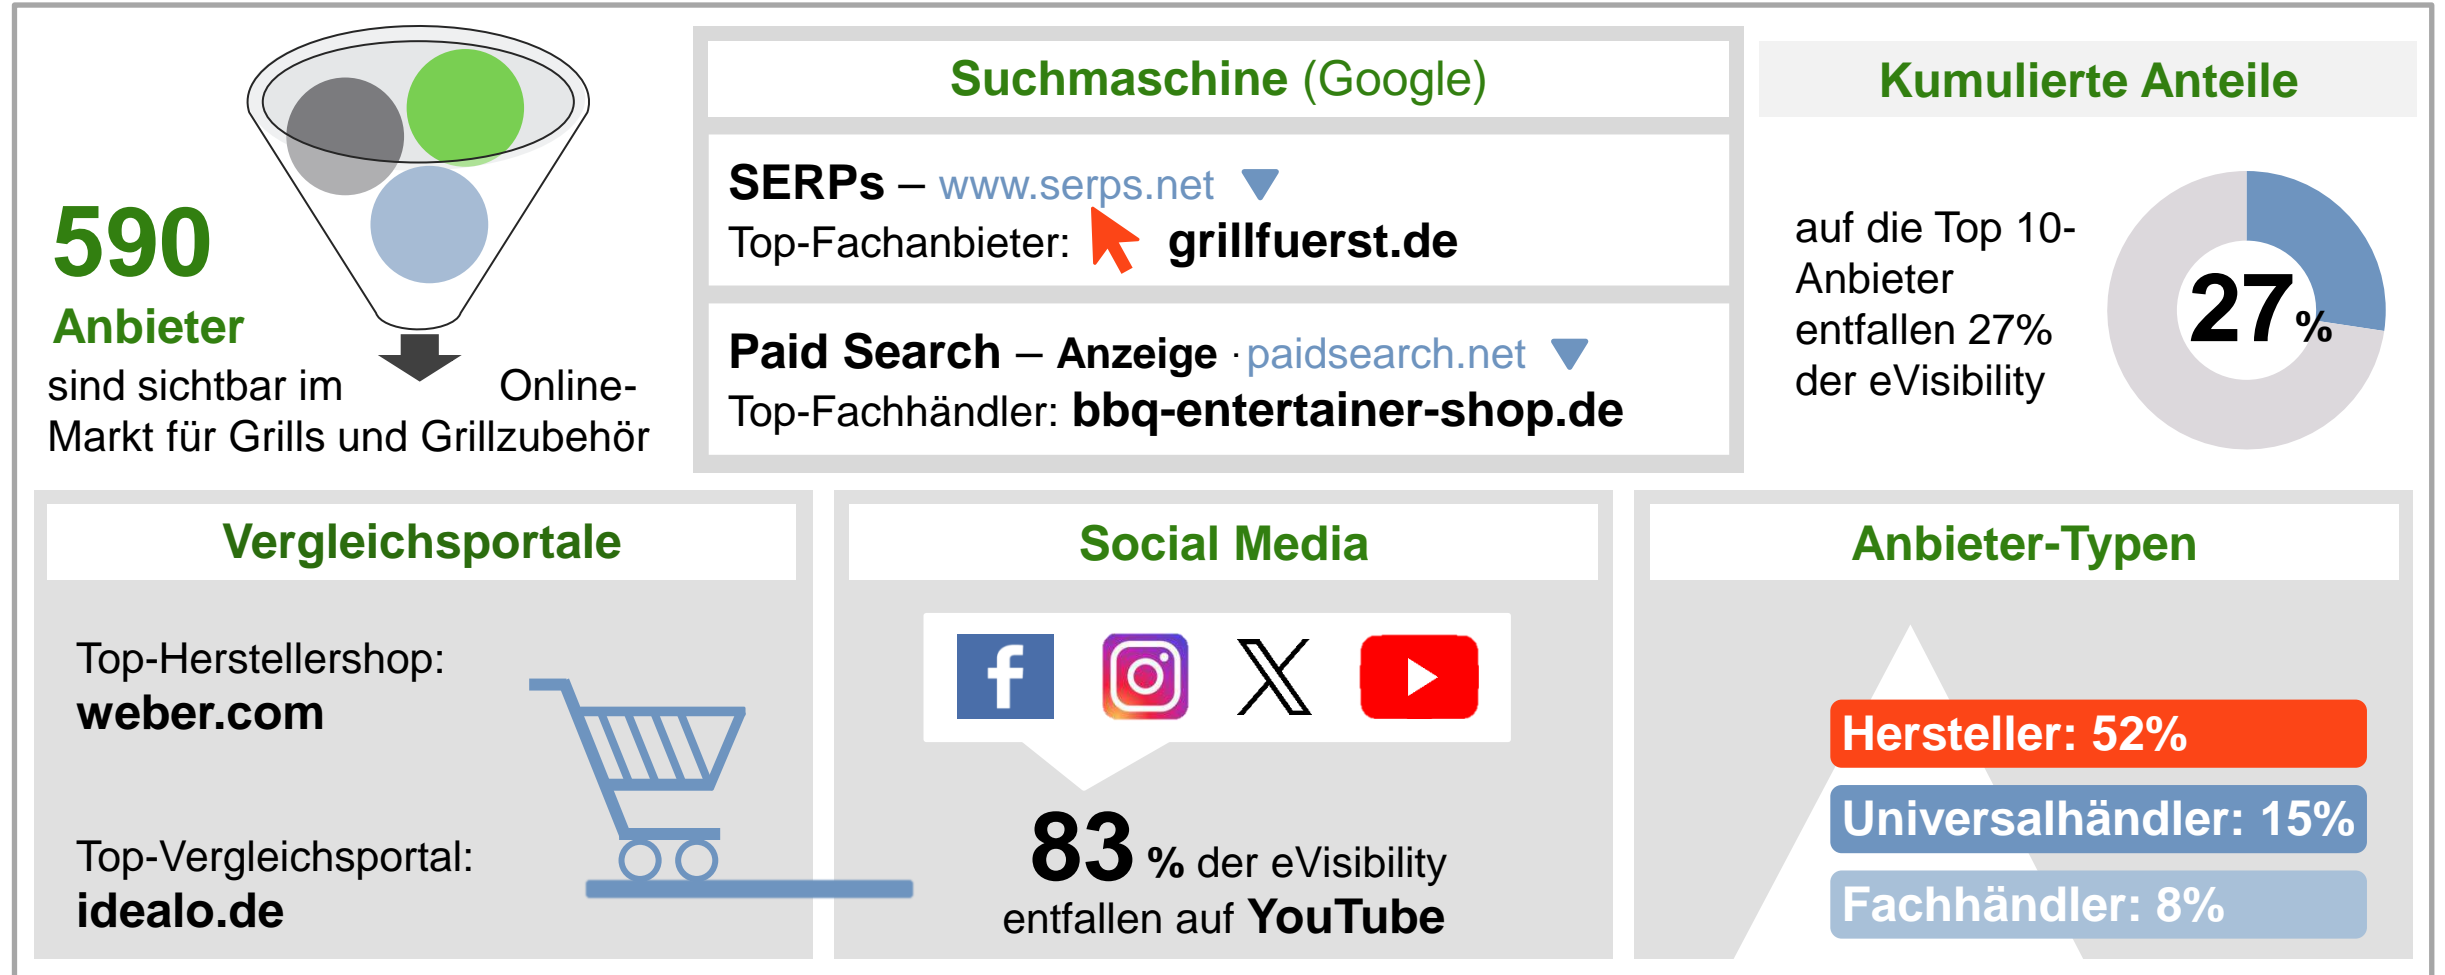 590
Anbieter
sind sichtbar im Online-
Markt für Grills und Grillzubehör
Suchmaschine (Google)
SERPs – www.serps.net
Top-Fachanbieter: grillfuerst.de
Paid Search – Anzeige · paidsearch.net
Top-Fachhändler: bbq-entertainer-shop.de
Kumulierte Anteile
auf die Top 10-
Anbieter
entfallen 27%
der eVisibility
27%
Vergleichsportale
Top-Herstellershop:
weber.com
Top-Vergleichsportal:
idealo.de
Social Media
83 % der eVisibility
entfallen auf YouTube
Anbieter-Typen
Hersteller: 52%
Universalhändler: 15%
Fachhändler: 8%